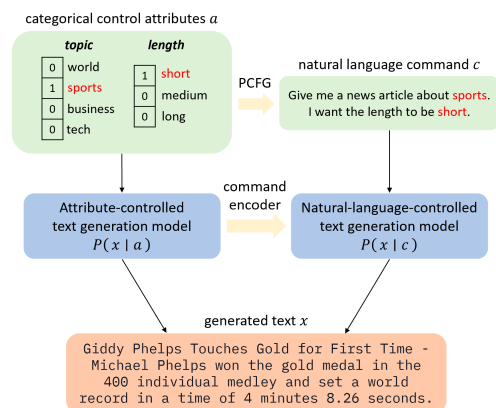 categorical control attributes a
topic
length
0 world
1 sports
0 business
0 tech
1 short
0 medium
0 long
PCFG
natural language command c
Give me a news article about sports.
I want the length to be short.
Attribute-controlled
text generation model
P(x | a)
command
encoder
Natural-language-controlled
text generation model
P(x | c)
generated text x
Giddy Phelps Touches Gold for First Time -
Michael Phelps won the gold medal in the
400 individual medley and set a world
record in a time of 4 minutes 8.26 seconds.